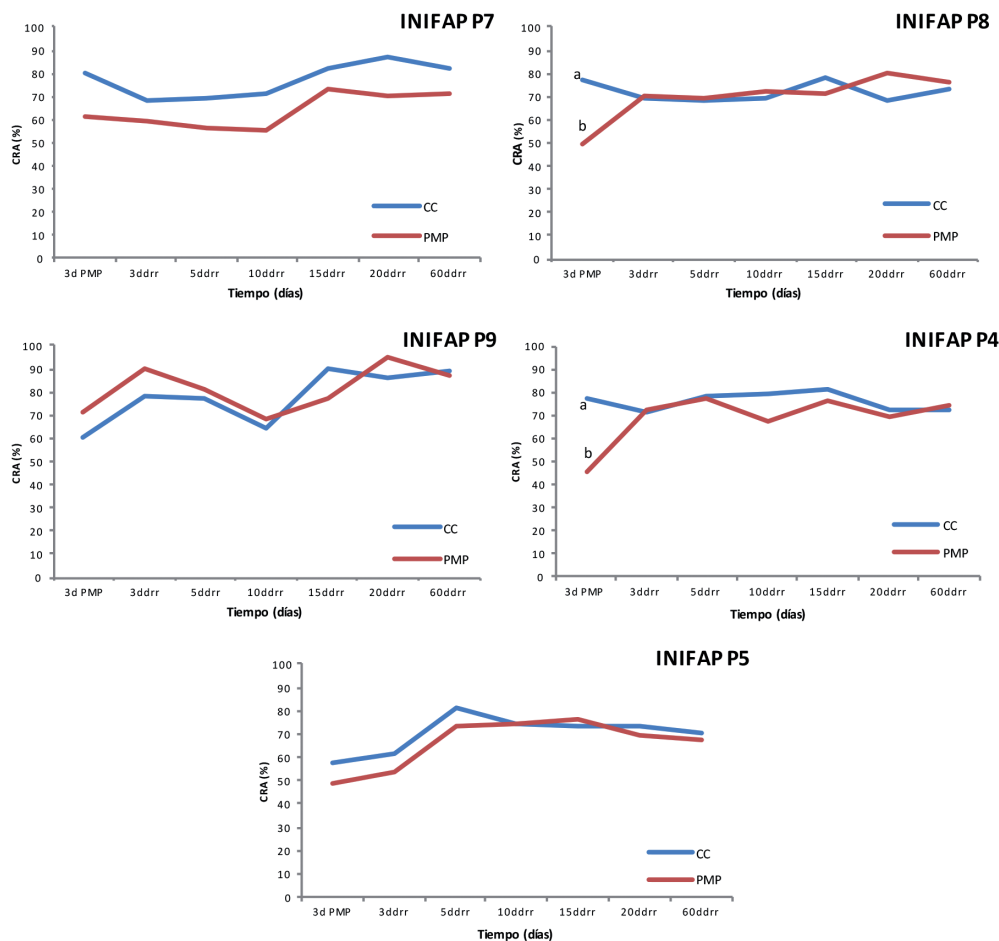 INIFAP P7
100
90
80
70
60
50
40
30
20
10
0
CRA (%)
CC
PMP
3d PMP 3ddrr 5ddrr 10ddrr 15ddrr 20ddrr 60ddrr
Tiempo (días)
INIFAP P8
100
90
80
70
60
50
40
30
20
10
0
CRA (%)
a
b
CC
PMP
3d PMP 3ddrr 5ddrr 10ddrr 15ddrr 20ddrr 60ddrr
Tiempo (días)
INIFAP P9
100
90
80
70
60
50
40
30
20
10
0
CRA (%)
CC
PMP
3d PMP 3ddrr 5ddrr 10ddrr 15ddrr 20ddrr 60ddrr
Tiempo (días)
INIFAP P4
100
90
80
70
60
50
40
30
20
10
0
CRA (%)
a
b
CC
PMP
3d PMP 3ddrr 5ddrr 10ddrr 15ddrr 20ddrr 60ddrr
Tiempo (días)
INIFAP P5
100
90
80
70
60
50
40
30
20
10
0
CRA (%)
CC
PMP
3d PMP 3ddrr 5ddrr 10ddrr 15ddrr 20ddrr 60ddrr
Tiempo (días)